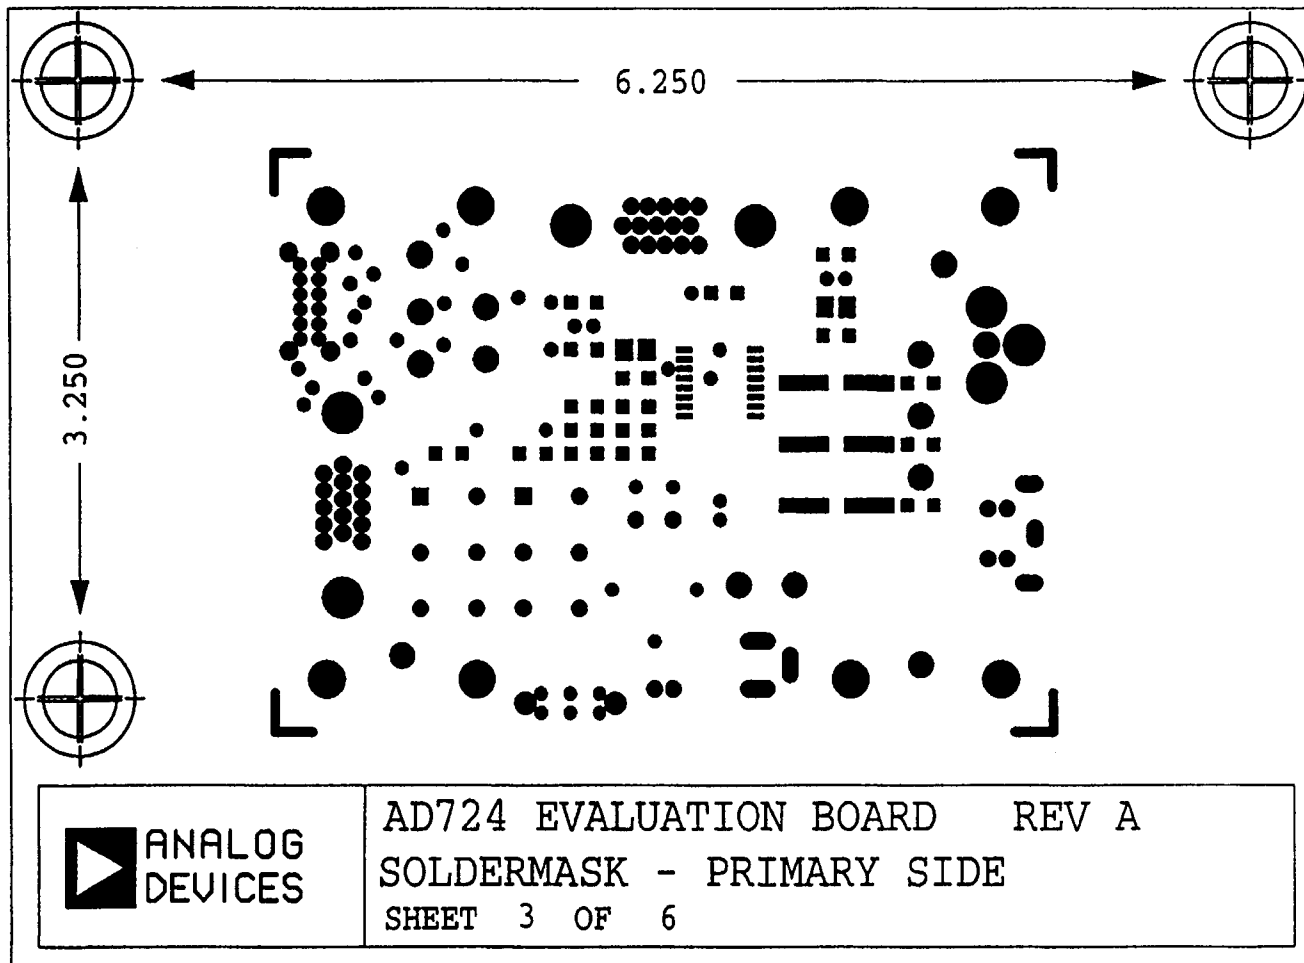 6.250
3.250
ANALOG
DEVICES
AD724 EVALUATION BOARD REV A
SOLDERMASK - PRIMARY SIDE
SHEET 3 OF 6